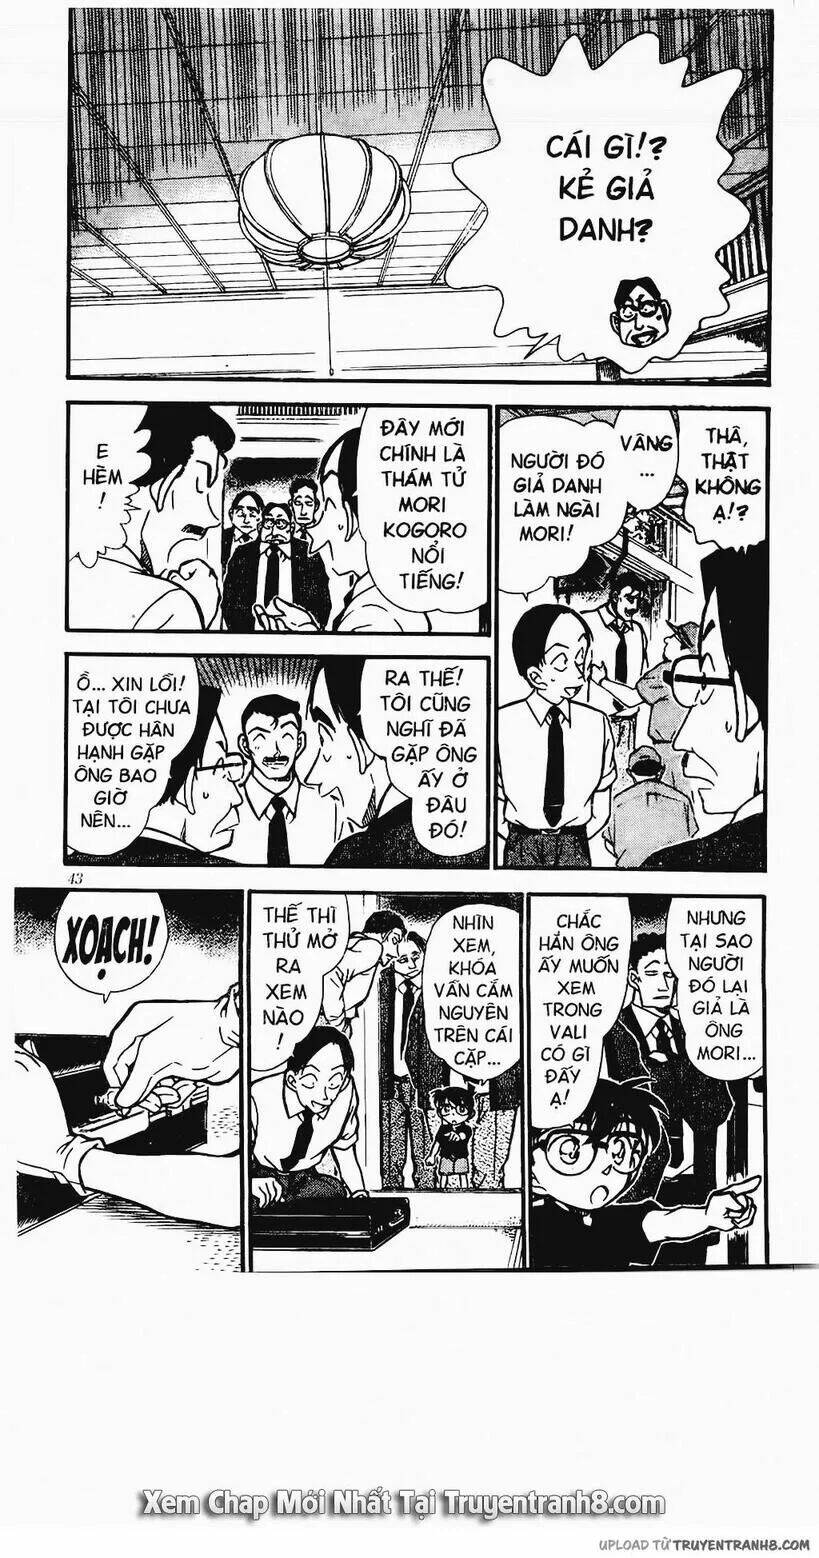 CÁI GÌ!?
KẺ GIẢ
DANH?
THÂ,
THẬT
KHÔNG
Ạ!?
VÂNG
...
NGƯỜI ĐÓ
GIẢ DANH
LÀM NGÀI
MORI!
ĐÂY MỚI
CHÍNH LÀ
THÁM TỬ
MORI
KOGORO
NỔI
TIẾNG!
E
HÈM
!
RA THẾ!
TÔI CŨNG
NGHĨ ĐÃ
GẶP ÔNG
ẤY Ở
ĐÂU
ĐÓ!
Ồ... XIN LỖI!
TẠI TÔI CHƯA
ĐƯỢC HÂN
HẠNH GẶP
ÔNG BAO
GIỜ
NÊN...
43
NHƯNG
TẠI SAO
NGƯỜI
ĐÓ LẠI
GIẢ LÀ
ÔNG
MORI...
CHẮC
HẲN ÔNG
ẤY MUỐN
XEM
TRONG
VALI
CÓ GÌ
ĐẤY
Ạ!
NHÌN
XEM,
KHÓA
VẪN CẮM
NGUYÊN
TRÊN CÁI
CẶP...
THẾ THÌ
THỬ MỞ
RA
XEM
NÀO
!
XOẠCH!
Xem Chap Mới Nhất Tại Truyentranh8.com
UPLOAD TỪ TRUYENTRANH8.COM